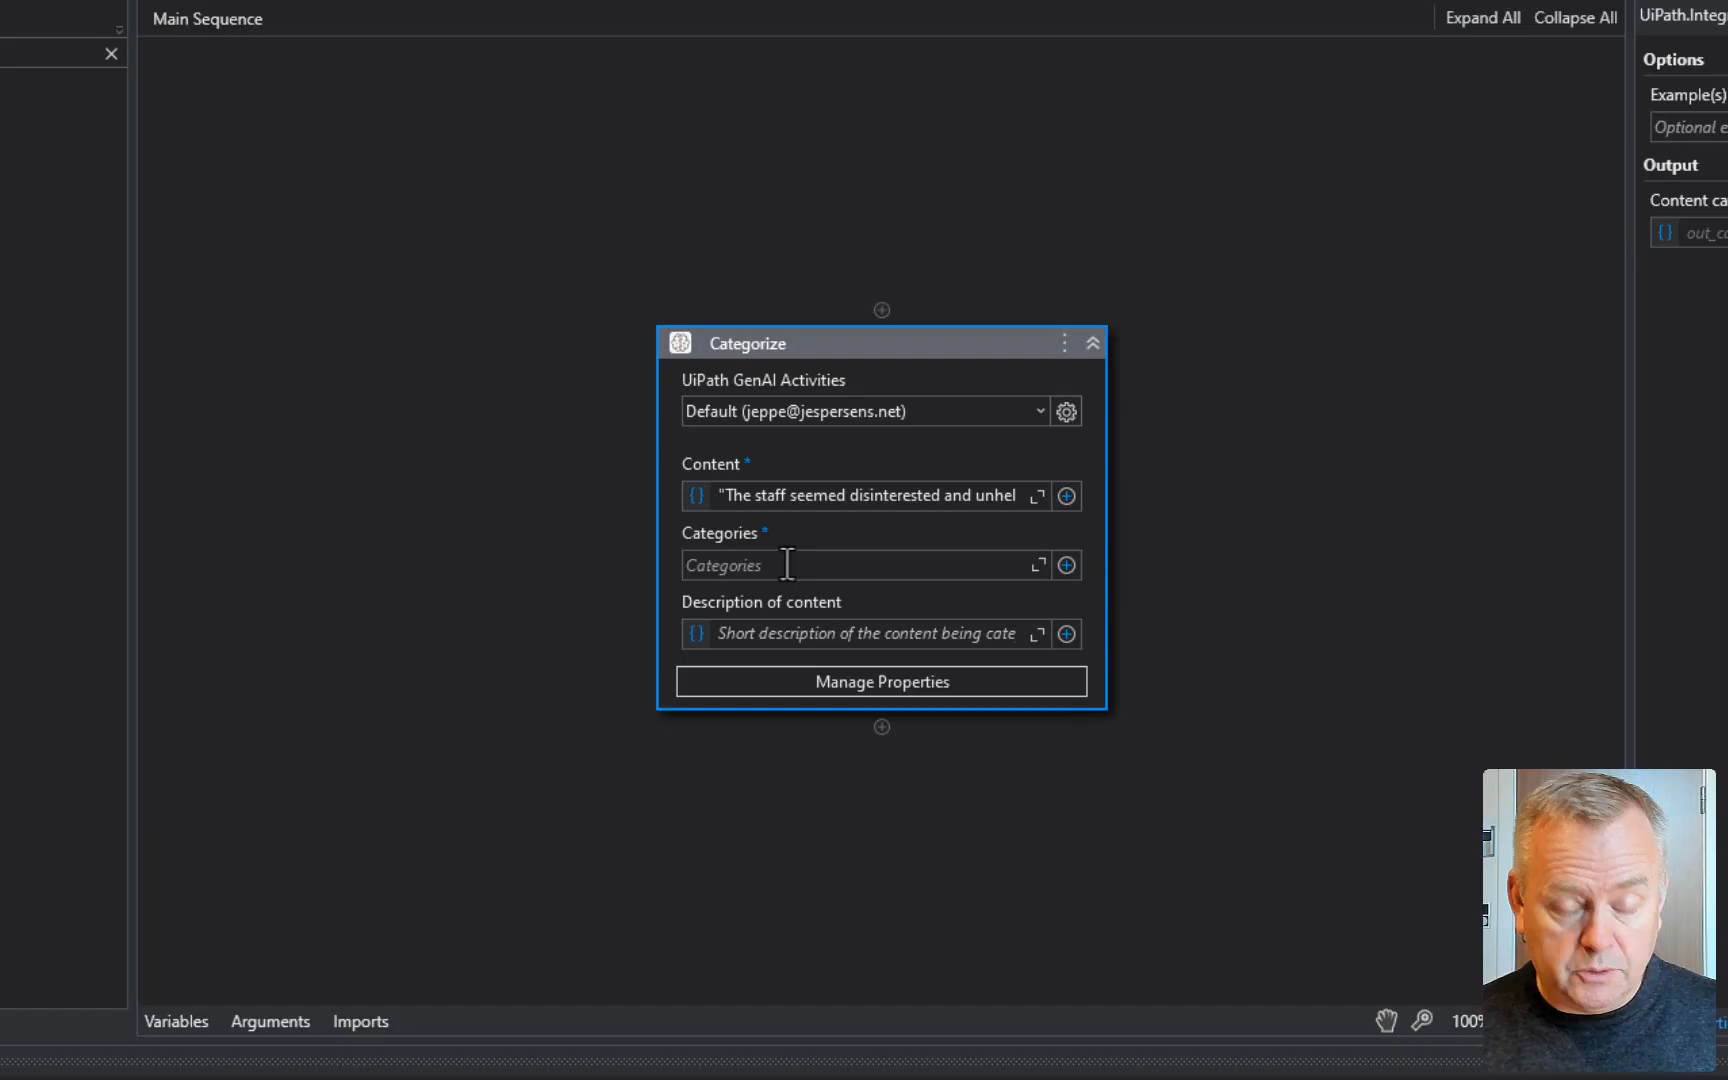 Main Sequence
Expand All
Collapse All
UiPath.Integ
Options
Example(s)
Optional e
Output
Content ca
out_co
Categorize
UiPath GenAI Activities
Default (jeppe@jespersens.net)
Content *
"The staff seemed disinterested and unhel
Categories *
Categories
Description of content
Short description of the content being cate
Manage Properties
Variables
Arguments
Imports
100%